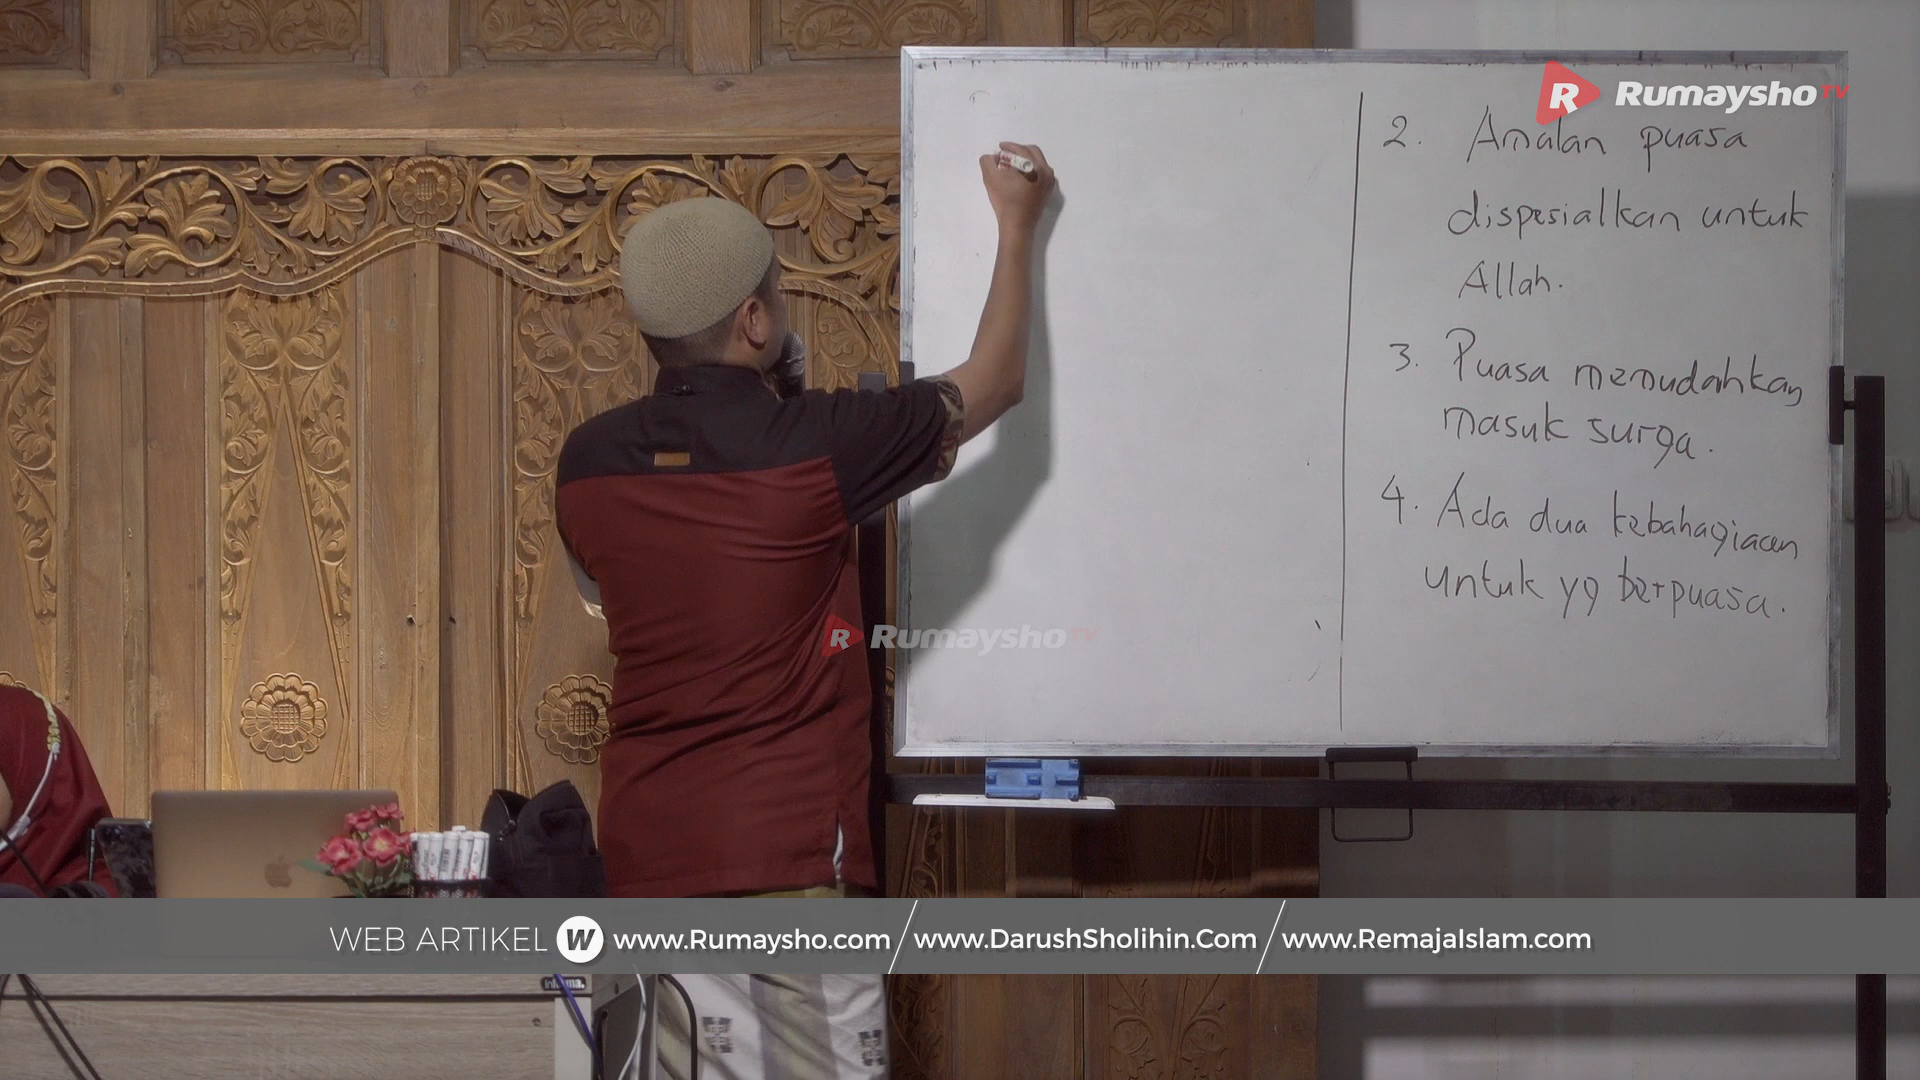 Rumaysho TV
2. Amalan puasa
dispesialkan untuk
Allah.
3. Puasa memudahkan
masuk surga.
4. Ada dua kebahagiaan
untuk yg berpuasa.
Rumaysho TV
WEB ARTIKEL W www.Rumaysho.com / www.DarushSholihin.Com / www.RemajaIslam.com
informa.